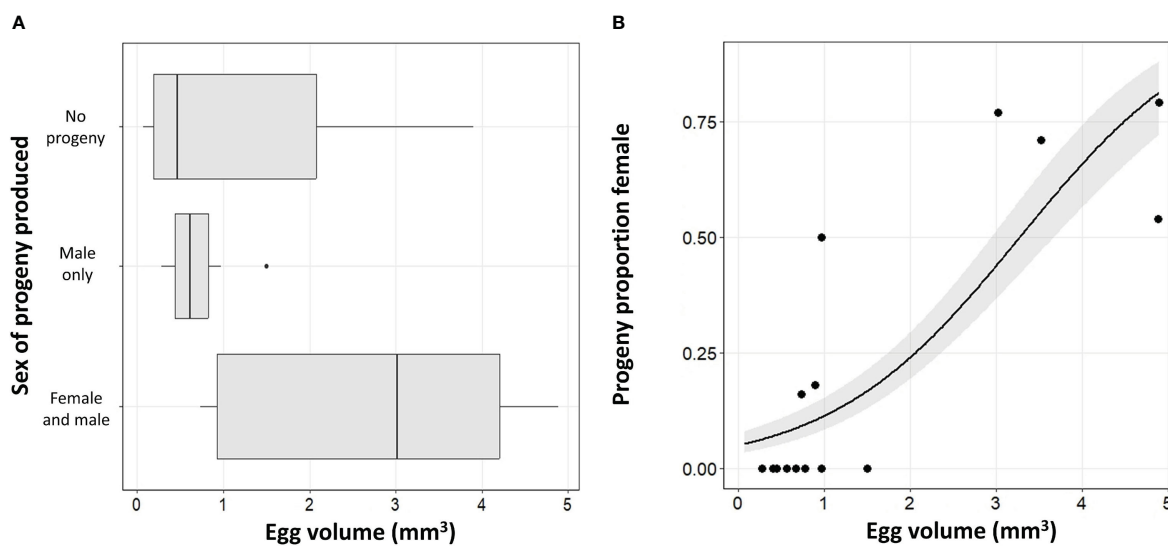 A
Sex of progeny produced
No
progeny
Male
only
Female
and male
0 1 2 3 4 5
Egg volume (mm³)
B
Progeny proportion female
0.75
0.50
0.25
0.00
0 1 2 3 4 5
Egg volume (mm³)